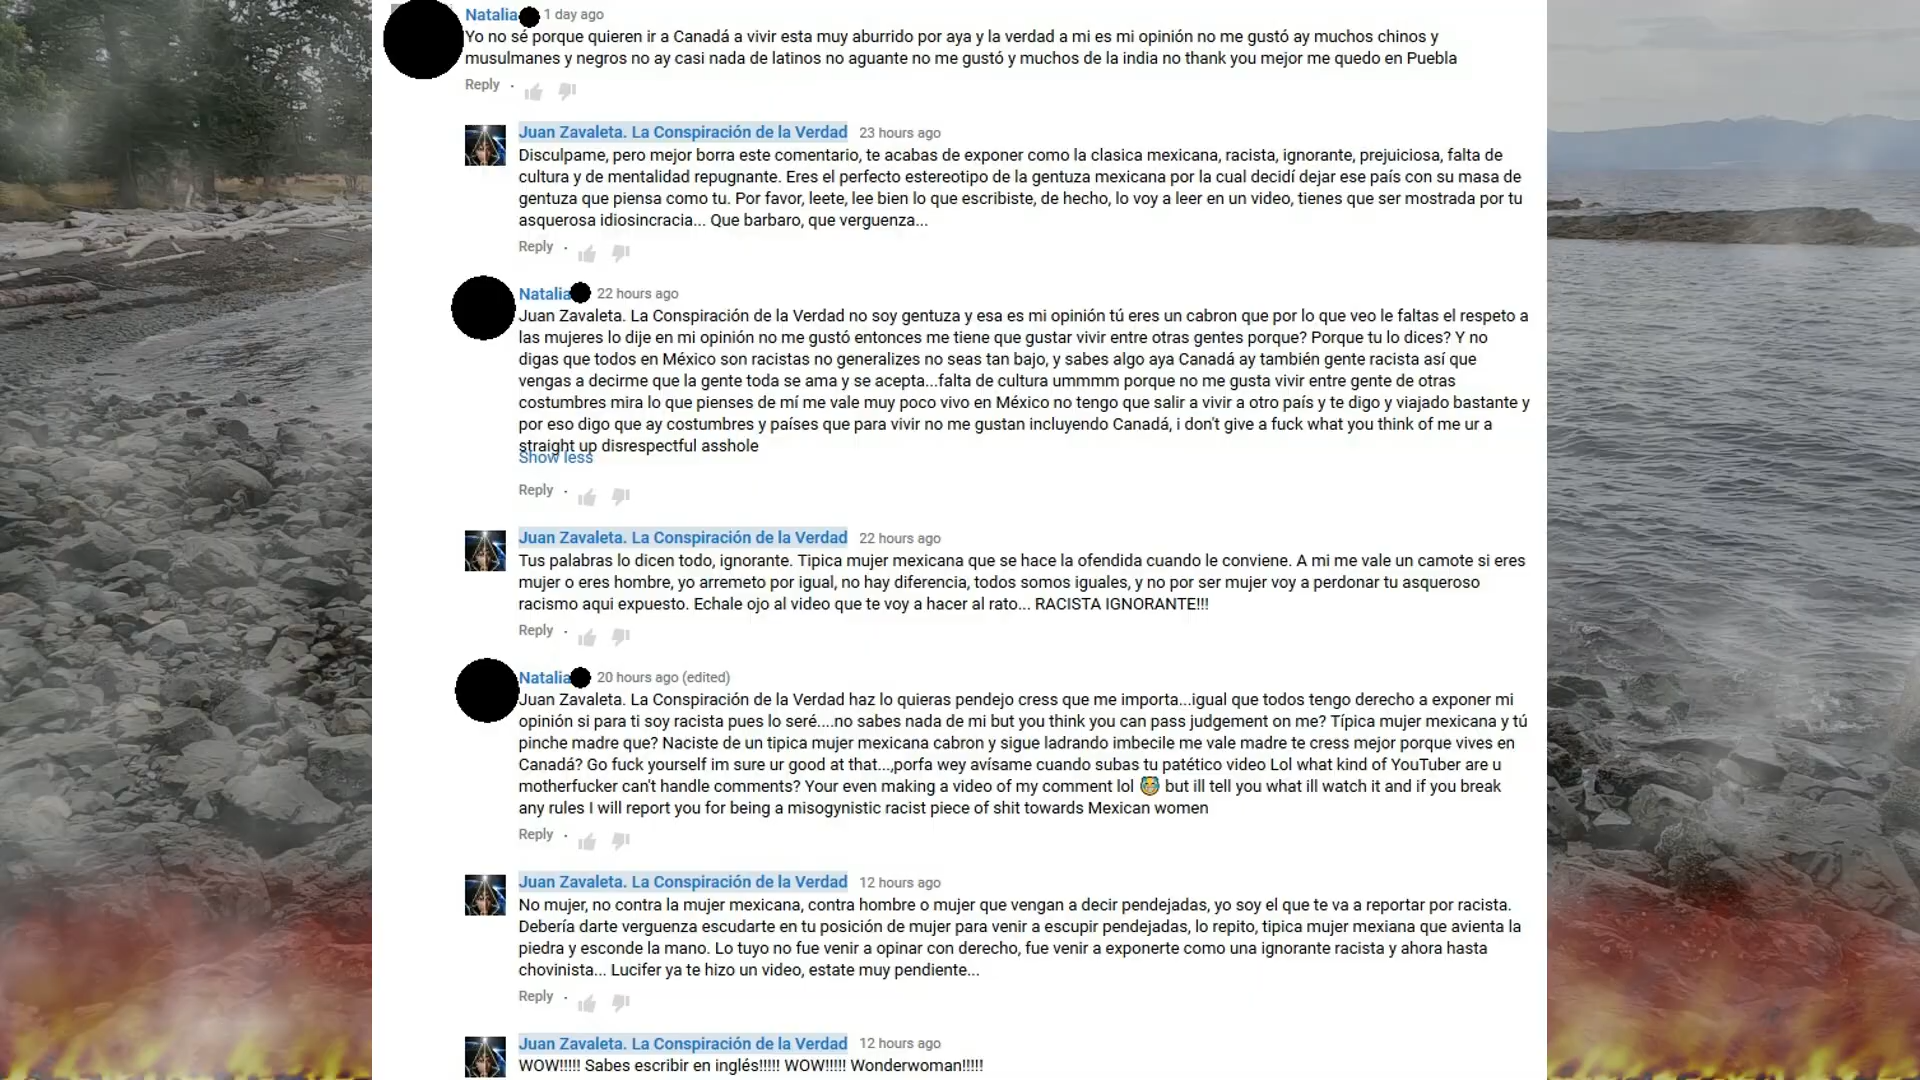 Natalia 1 day ago
Yo no sé porque quieren ir a Canadá a vivir esta muy aburrido por aya y la verdad a mi es mi opinión no me gustó ay muchos chinos y
musulmanes y negros no ay casi nada de latinos no aguante no me gustó y muchos de la india no thank you mejor me quedo en Puebla
Reply ·
Juan Zavaleta. La Conspiración de la Verdad 23 hours ago
Disculpame, pero mejor borra este comentario, te acabas de exponer como la clasica mexicana, racista, ignorante, prejuiciosa, falta de
cultura y de mentalidad repugnante. Eres el perfecto estereotipo de la gentuza mexicana por la cual decidí dejar ese país con su masa de
gentuza que piensa como tu. Por favor, leete, lee bien lo que escribiste, de hecho, lo voy a leer en un video, tienes que ser mostrada por tu
asquerosa idiosincracia... Que barbaro, que verguenza...
Reply ·
Natalia 22 hours ago
Juan Zavaleta. La Conspiración de la Verdad no soy gentuza y esa es mi opinión tú eres un cabron que por lo que veo le faltas el respeto a
las mujeres lo dije en mi opinión no me gustó entonces me tiene que gustar vivir entre otras gentes porque? Porque tu lo dices? Y no
digas que todos en México son racistas no generalizes no seas tan bajo, y sabes algo aya Canadá ay también gente racista así que
vengas a decirme que la gente toda se ama y se acepta...falta de cultura ummmm porque no me gusta vivir entre gente de otras
costumbres mira lo que pienses de mí me vale muy poco vivo en México no tengo que salir a vivir a otro país y te digo y viajado bastante y
por eso digo que ay costumbres y países que para vivir no me gustan incluyendo Canadá, i don't give a fuck what you think of me ur a
straight up disrespectful asshole
Show less
Reply ·
Juan Zavaleta. La Conspiración de la Verdad 22 hours ago
Tus palabras lo dicen todo, ignorante. Tipica mujer mexicana que se hace la ofendida cuando le conviene. A mi me vale un camote si eres
mujer o eres hombre, yo arremeto por igual, no hay diferencia, todos somos iguales, y no por ser mujer voy a perdonar tu asqueroso
racismo aqui expuesto. Echale ojo al video que te voy a hacer al rato... RACISTA IGNORANTE!!!
Reply ·
Natalia 20 hours ago (edited)
Juan Zavaleta. La Conspiración de la Verdad haz lo quieras pendejo cress que me importa...igual que todos tengo derecho a exponer mi
opinión si para ti soy racista pues lo seré....no sabes nada de mi but you think you can pass judgement on me? Típica mujer mexicana y tú
pinche madre que? Naciste de un tipica mujer mexicana cabron y sigue ladrando imbecile me vale madre te cress mejor porque vives en
Canadá? Go fuck yourself im sure ur good at that...,porfa wey avísame cuando subas tu patético video Lol what kind of YouTuber are u
motherfucker can't handle comments? Your even making a video of my comment lol but ill tell you what ill watch it and if you break
any rules I will report you for being a misogynistic racist piece of shit towards Mexican women
Reply ·
Juan Zavaleta. La Conspiración de la Verdad 12 hours ago
No mujer, no contra la mujer mexicana, contra hombre o mujer que vengan a decir pendejadas, yo soy el que te va a reportar por racista.
Debería darte verguenza escudarte en tu posición de mujer para venir a escupir pendejadas, lo repito, tipica mujer mexiana que avienta la
piedra y esconde la mano. Lo tuyo no fue venir a opinar con derecho, fue venir a exponerte como una ignorante racista y ahora hasta
chovinista... Lucifer ya te hizo un video, estate muy pendiente...
Reply ·
Juan Zavaleta. La Conspiración de la Verdad 12 hours ago
WOW!!!!! Sabes escribir en inglés!!!!! WOW!!!!! Wonderwoman!!!!!